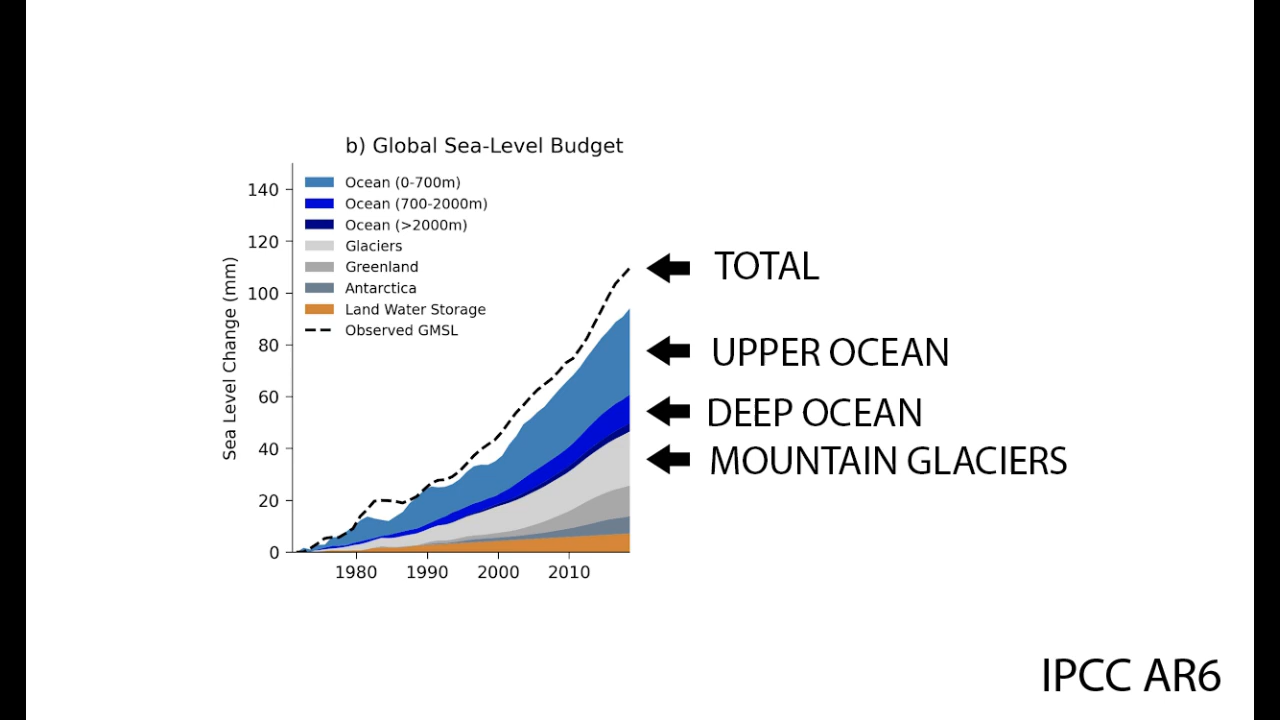 b) Global Sea-Level Budget
140
120
100
80
60
40
20
0
Sea Level Change (mm)
Ocean (0-700m)
Ocean (700-2000m)
Ocean (>2000m)
Glaciers
Greenland
Antarctica
Land Water Storage
Observed GMSL
1980 1990 2000 2010
TOTAL
UPPER OCEAN
DEEP OCEAN
MOUNTAIN GLACIERS
IPCC AR6